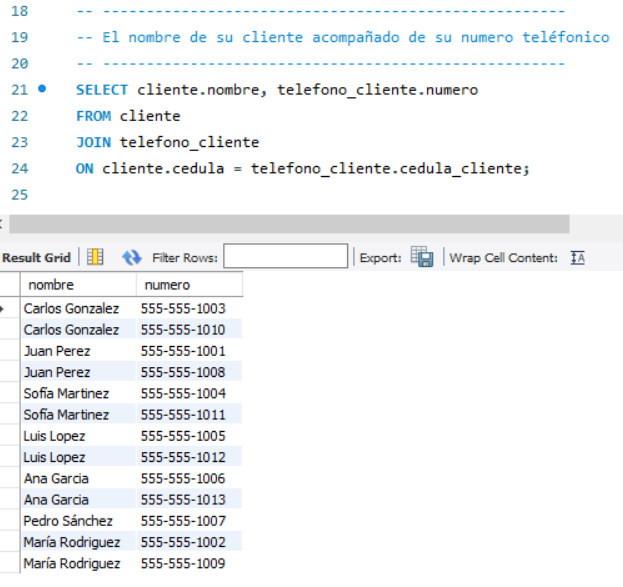 18 -- -----------------------------------------------------
19 -- El nombre de su cliente acompañado de su numero teléfonico
20 -- -----------------------------------------------------
21 SELECT cliente.nombre, telefono_cliente.numero
22 FROM cliente
23 JOIN telefono_cliente
24 ON cliente.cedula = telefono_cliente.cedula_cliente;
25
Result Grid Filter Rows: Export: Wrap Cell Content:
nombre numero
Carlos Gonzalez 555-555-1003
Carlos Gonzalez 555-555-1010
Juan Perez 555-555-1001
Juan Perez 555-555-1008
Sofía Martinez 555-555-1004
Sofía Martinez 555-555-1011
Luis Lopez 555-555-1005
Luis Lopez 555-555-1012
Ana Garcia 555-555-1006
Ana Garcia 555-555-1013
Pedro Sánchez 555-555-1007
María Rodriguez 555-555-1002
María Rodriguez 555-555-1009